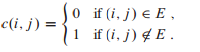 c(i, j) = { 0 if (i, j) ∈ E ,
1 if (i, j) ∉ E .